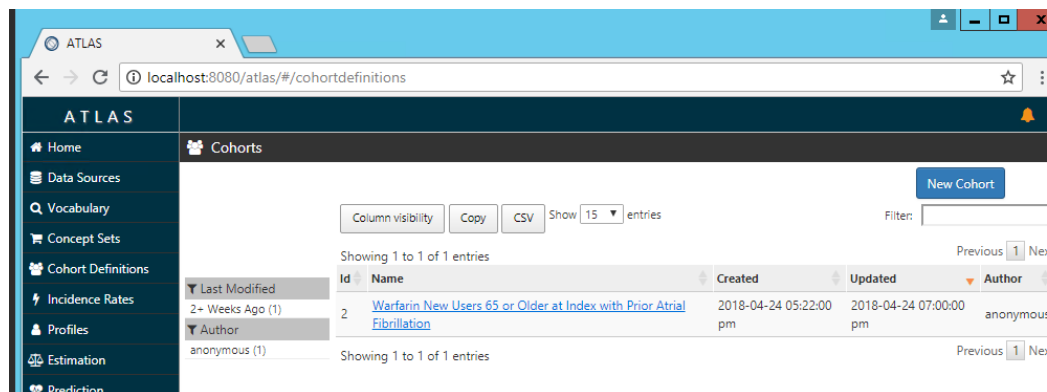 ATLAS
localhost:8080/atlas/#/cohortdefinitions
ATLAS
Home
Cohorts
Data Sources
New Cohort
Vocabulary
Column visibility Copy CSV Show 15 entries Filter:
Concept Sets
Showing 1 to 1 of 1 entries Previous 1 Nex
Cohort Definitions
Id Name Created Updated Author
Last Modified
2+ Weeks Ago (1)
Author
anonymous (1)
2 Warfarin New Users 65 or Older at Index with Prior Atrial
Fibrillation
2018-04-24 05:22:00
pm
2018-04-24 07:00:00
pm
anonymous
Incidence Rates
Profiles
Showing 1 to 1 of 1 entries Previous 1 Nex
Estimation
Prediction